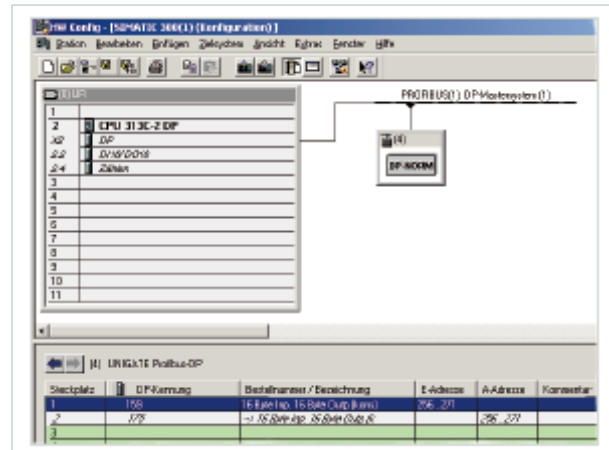 HW Config - [SIMATIC 300(1) (Konfiguration)]
Station Bearbeiten Einfügen Zielsystem Ansicht Extras Fenster Hilfe
(0) UR
1
2 CPU 313C-2 DP
X2 DP
2.2 DI16/DO16
2.4 Zählen
3
4
5
6
7
8
9
10
11
PROFIBUS(1) DP-Mastersystem (1)
(4)
DP-NORM
(4) UNIGATE Profibus-DP
Steckplatz DP-Kennung Bestellnummer / Bezeichnung E-Adresse A-Adresse Kommentar
1 159 16 Byte Inp, 16 Byte Outp 256...271
2 175 -> 16 Byte Inp, 16 Byte Outp 256...271
3